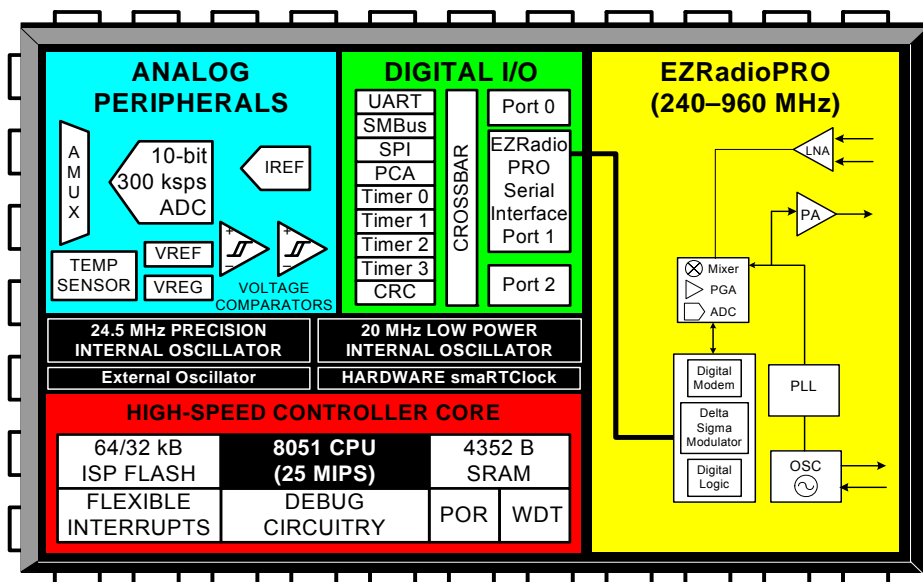 ANALOG
PERIPHERALS
A
M
U
X
10-bit
300 ksps
ADC
IREF
TEMP
SENSOR
VREF
VREG
+
–
+
–
VOLTAGE
COMPARATORS
DIGITAL I/O
UART
SMBus
SPI
PCA
Timer 0
Timer 1
Timer 2
Timer 3
CRC
CROSSBAR
Port 0
EZRadio
PRO
Serial
Interface
Port 1
Port 2
EZRadioPRO
(240–960 MHz)
LNA
PA
Mixer
PGA
ADC
Digital
Modem
Delta
Sigma
Modulator
Digital
Logic
PLL
OSC
24.5 MHz PRECISION
INTERNAL OSCILLATOR
20 MHz LOW POWER
INTERNAL OSCILLATOR
External Oscillator
HARDWARE smaRTClock
HIGH-SPEED CONTROLLER CORE
64/32 kB
ISP FLASH
8051 CPU
(25 MIPS)
4352 B
SRAM
FLEXIBLE
INTERRUPTS
DEBUG
CIRCUITRY
POR
WDT